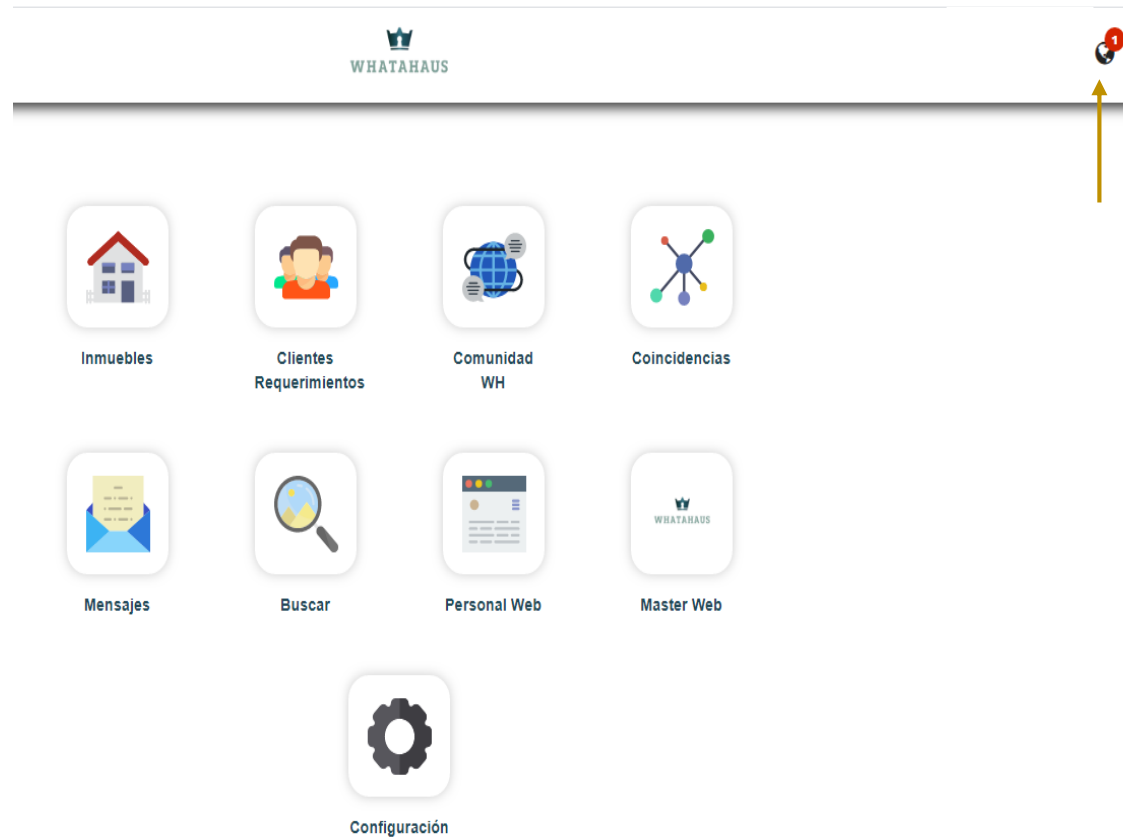 1
WHATAHAUS
Inmuebles
Clientes
Requerimientos
Comunidad
WH
Coincidencias
WHATAHAUS
Mensajes
Buscar
Personal Web
Master Web
Configuración